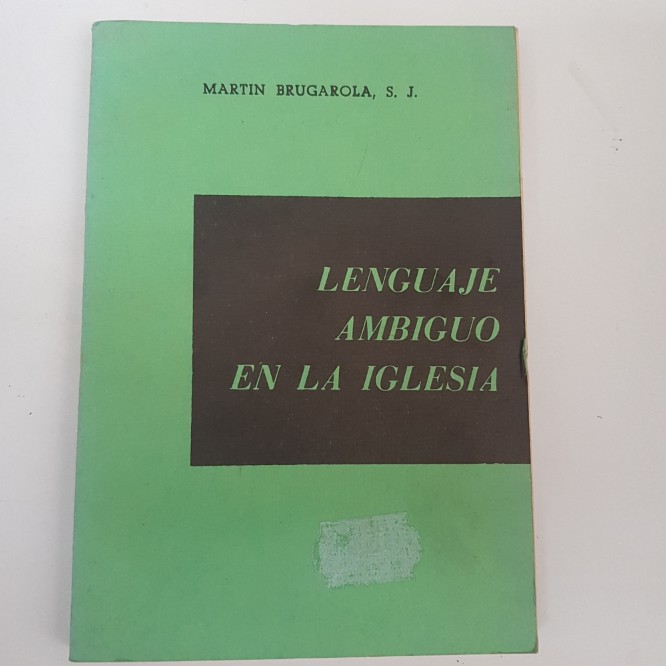 MARTIN BRUGAROLA, S. J.
LENGUAJE
AMBIGUO
EN LA IGLESIA